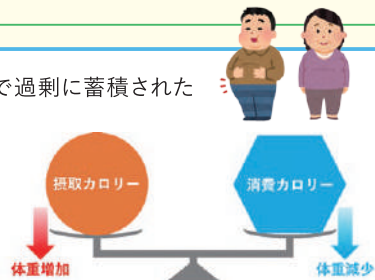 で過剰に蓄積された
摂取カロリー
消費カロリー
体重増加
体重減少